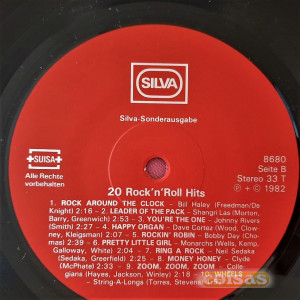 SILVA
Silva-Sonderausgabe
SUISA
Alle Rechte
vorbehalten
8680
Seite B
Stereo 33 T
℗ + © 1982
20 Rock'n'Roll Hits
1. ROCK AROUND THE CLOCK – Bill Haley (Freedman/De
Knight) 2:16 – 2. LEADER OF THE PACK – Shangri Las (Morton,
Barry, Greenwich) 2:53 – 3. YOU'RE THE ONE – Johnny Rivers
(Smith) 2:27 – 4. HAPPY ORGAN – Dave Cortez (Wood, Clow-
ney, Kleigsman) 2:07 – 5. ROCKIN' ROBIN – Bobby Day (Cho-
mas) 2:36 – 6. PRETTY LITTLE GIRL – Monarchs (Wells, Kemp,
Galloway, White) 2:30 – 7. RING A ROCK – Neil Sedaka
(Sedaka, Greenfield) 2:23 – 8. MONEY HONEY – Clyde
(McPhate) 2:33 – 9. ZOOM, ZOOM, ZOOM – Colle-
gians (Hayes, Jackson, Winley) 2:18 – 10. WHEELS –
String-A-Longs (Torres, Stevens)
coisas